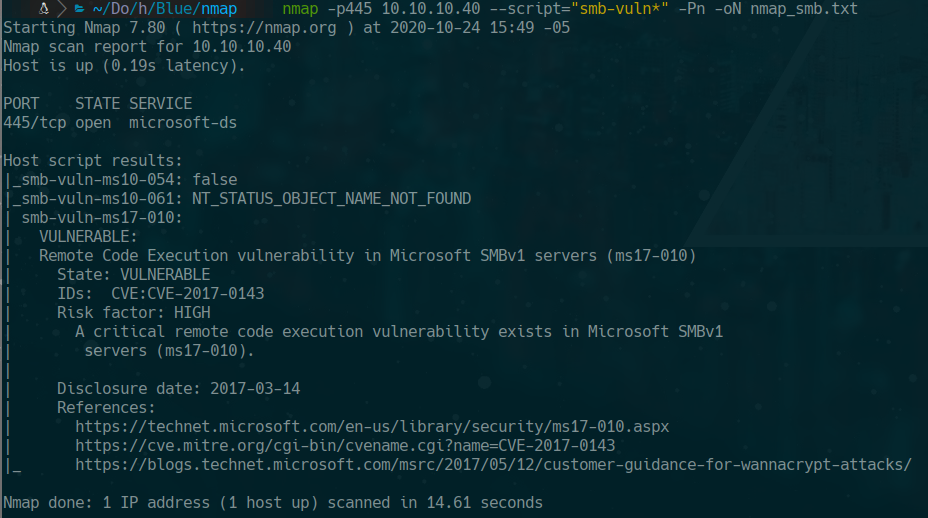 ~/Do/h/Blue/nmap nmap -p445 10.10.10.40 --script="smb-vuln*" -Pn -oN nmap_smb.txt
Starting Nmap 7.80 ( https://nmap.org ) at 2020-10-24 15:49 -05
Nmap scan report for 10.10.10.40
Host is up (0.19s latency).
PORT    STATE SERVICE
445/tcp open  microsoft-ds
Host script results:
|_smb-vuln-ms10-054: false
|_smb-vuln-ms10-061: NT_STATUS_OBJECT_NAME_NOT_FOUND
| smb-vuln-ms17-010:
|   VULNERABLE:
|   Remote Code Execution vulnerability in Microsoft SMBv1 servers (ms17-010)
|     State: VULNERABLE
|     IDs:  CVE:CVE-2017-0143
|     Risk factor: HIGH
|       A critical remote code execution vulnerability exists in Microsoft SMBv1
|        servers (ms17-010).
|
|     Disclosure date: 2017-03-14
|     References:
|       https://technet.microsoft.com/en-us/library/security/ms17-010.aspx
|       https://cve.mitre.org/cgi-bin/cvename.cgi?name=CVE-2017-0143
|_      https://blogs.technet.microsoft.com/msrc/2017/05/12/customer-guidance-for-wannacrypt-attacks/
Nmap done: 1 IP address (1 host up) scanned in 14.61 seconds